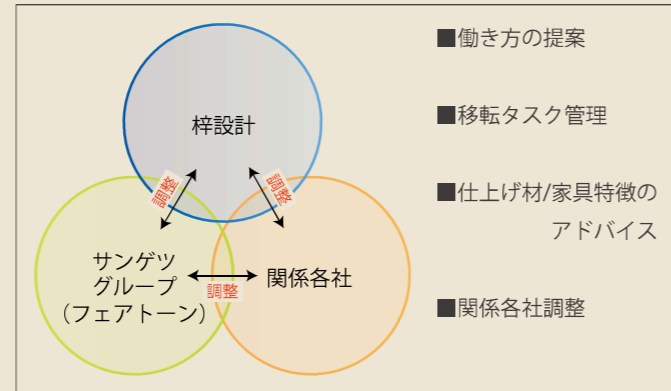 梓設計
調整
調整
サンゲツ
グループ
（フェアトーン）
調整
関係各社
■働き方の提案
■移転タスク管理
■仕上げ材/家具特徴の
アドバイス
■関係各社調整